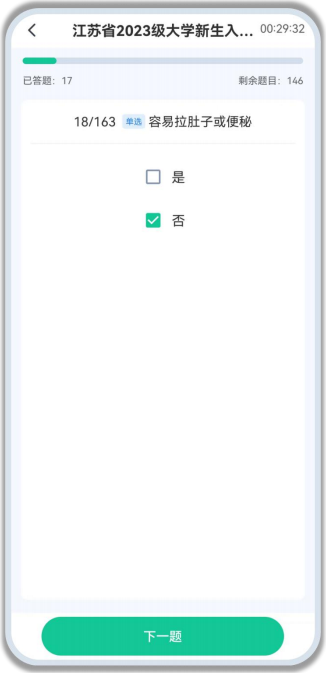 江苏省2023级大学新生入... 00:29:32
已答题：17 剩余题目：146
18/163 单选 容易拉肚子或便秘
是
否
下一题